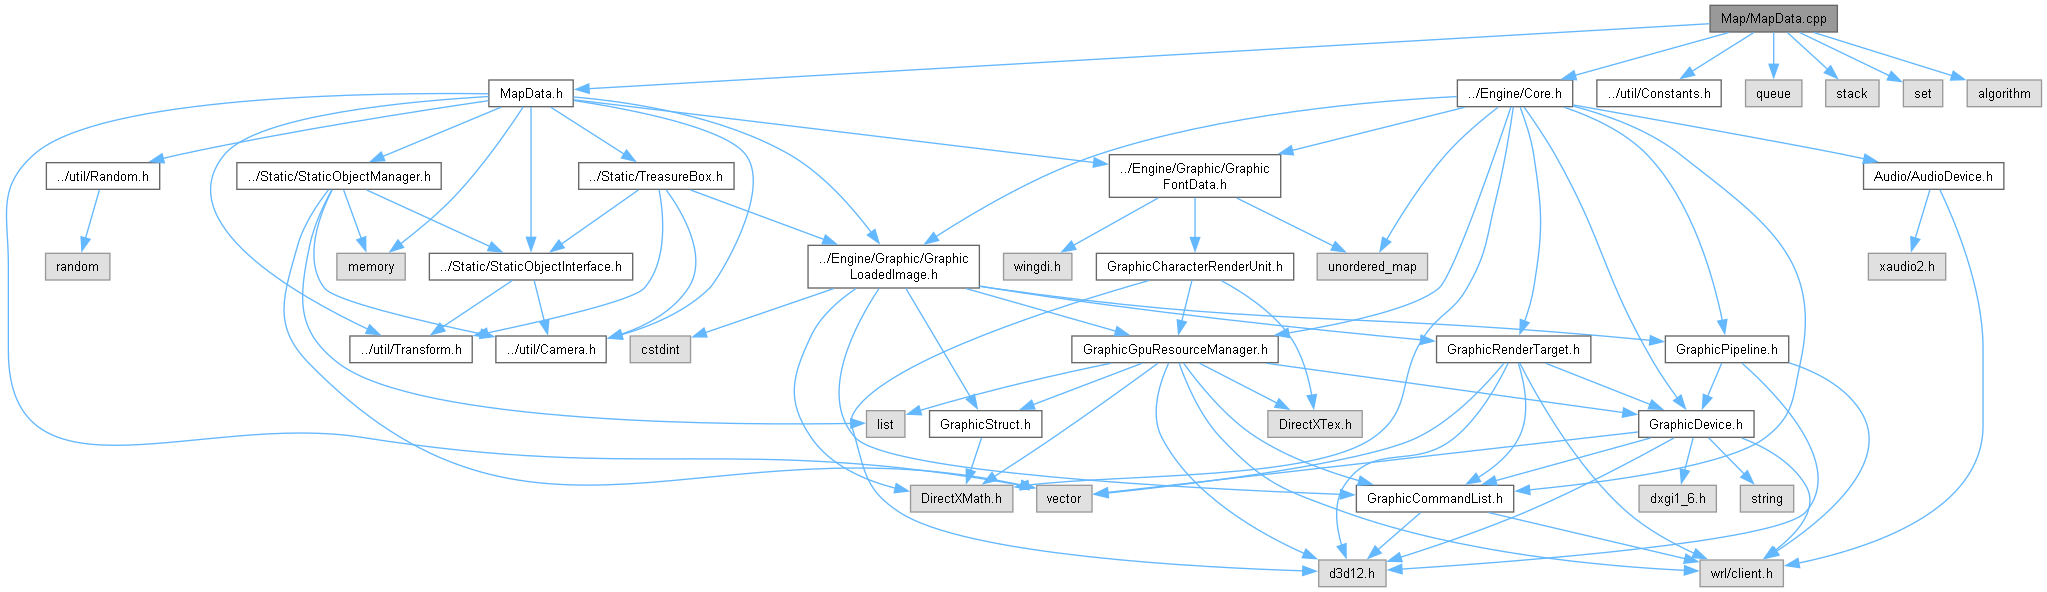 Map/MapData.cpp
MapData.h
../Engine/Core.h
../util/Constants.h
queue
stack
set
algorithm
../util/Random.h
../Static/StaticObjectManager.h
../Static/TreasureBox.h
../Engine/Graphic/Graphic
FontData.h
Audio/AudioDevice.h
random
memory
../Static/StaticObjectInterface.h
../Engine/Graphic/Graphic
LoadedImage.h
wingdi.h
GraphicCharacterRenderUnit.h
unordered_map
xaudio2.h
../util/Transform.h
../util/Camera.h
cstdint
GraphicGpuResourceManager.h
GraphicRenderTarget.h
GraphicPipeline.h
list
GraphicStruct.h
DirectXTex.h
GraphicDevice.h
DirectXMath.h
vector
GraphicCommandList.h
dxgi1_6.h
string
d3d12.h
wrl/client.h